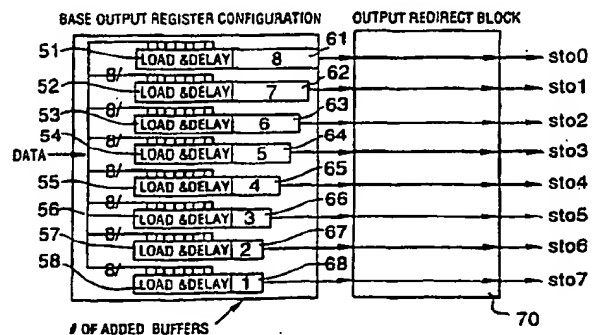 BASE OUTPUT REGISTER CONFIGURATION OUTPUT REDIRECT BLOCK
51 LOAD &DELAY 8 61 sto0
8/
52 LOAD &DELAY 7 62 sto1
8/
53 LOAD &DELAY 6 63 sto2
8/
54 LOAD &DELAY 5 64 sto3
DATA
8/
55 LOAD &DELAY 4 65 sto4
8/
56 LOAD &DELAY 3 66 sto5
8/
57 LOAD &DELAY 2 67 sto6
8/
58 LOAD &DELAY 1 68 sto7
70
# OF ADDED BUFFERS